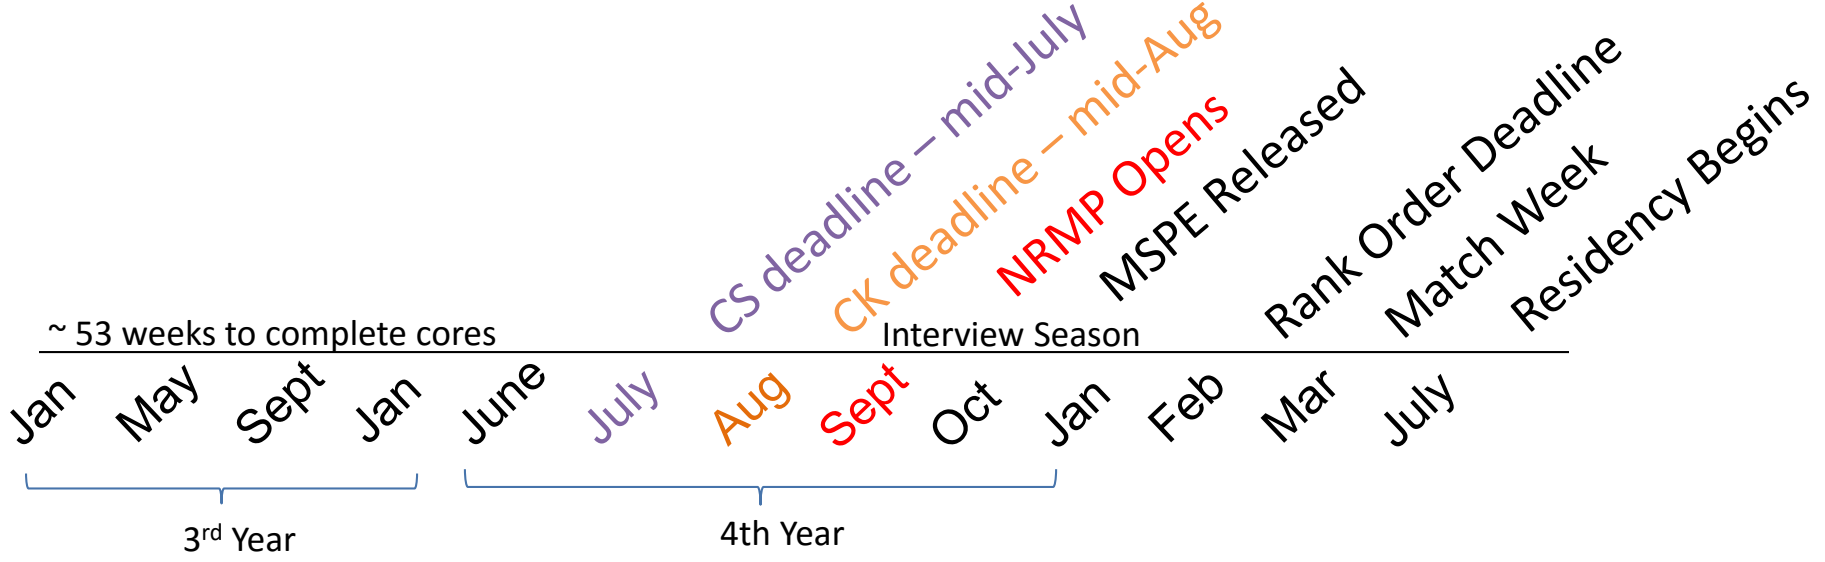 CS deadline – mid-July
CK deadline – mid-Aug
NRMP Opens
MSPE Released
Rank Order Deadline
Match Week
Residency Begins
~ 53 weeks to complete cores
Interview Season
Jan
May
Sept
Jan
June
July
Aug
Sept
Oct
Jan
Feb
Mar
July
3rd Year
4th Year